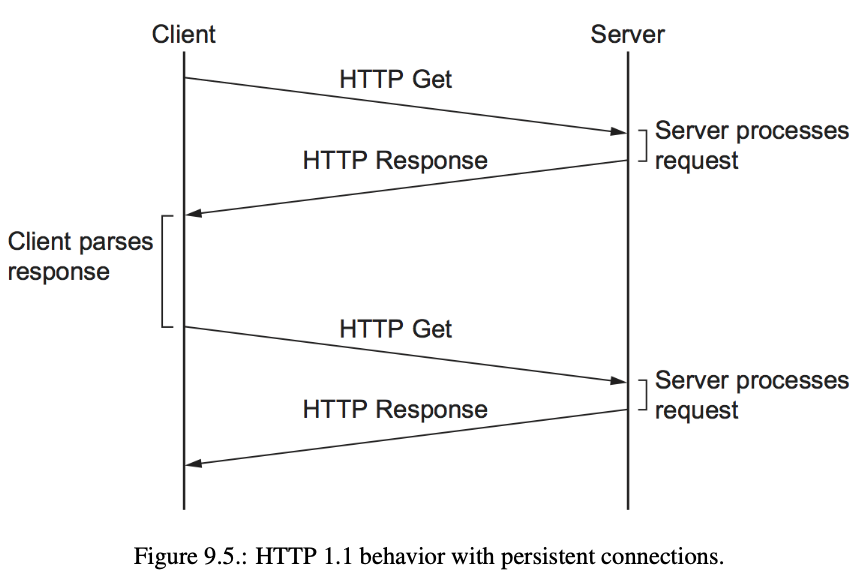 Client
Server
HTTP Get
Server processes
request
HTTP Response
Client parses
response
HTTP Get
Server processes
request
HTTP Response
Figure 9.5.: HTTP 1.1 behavior with persistent connections.